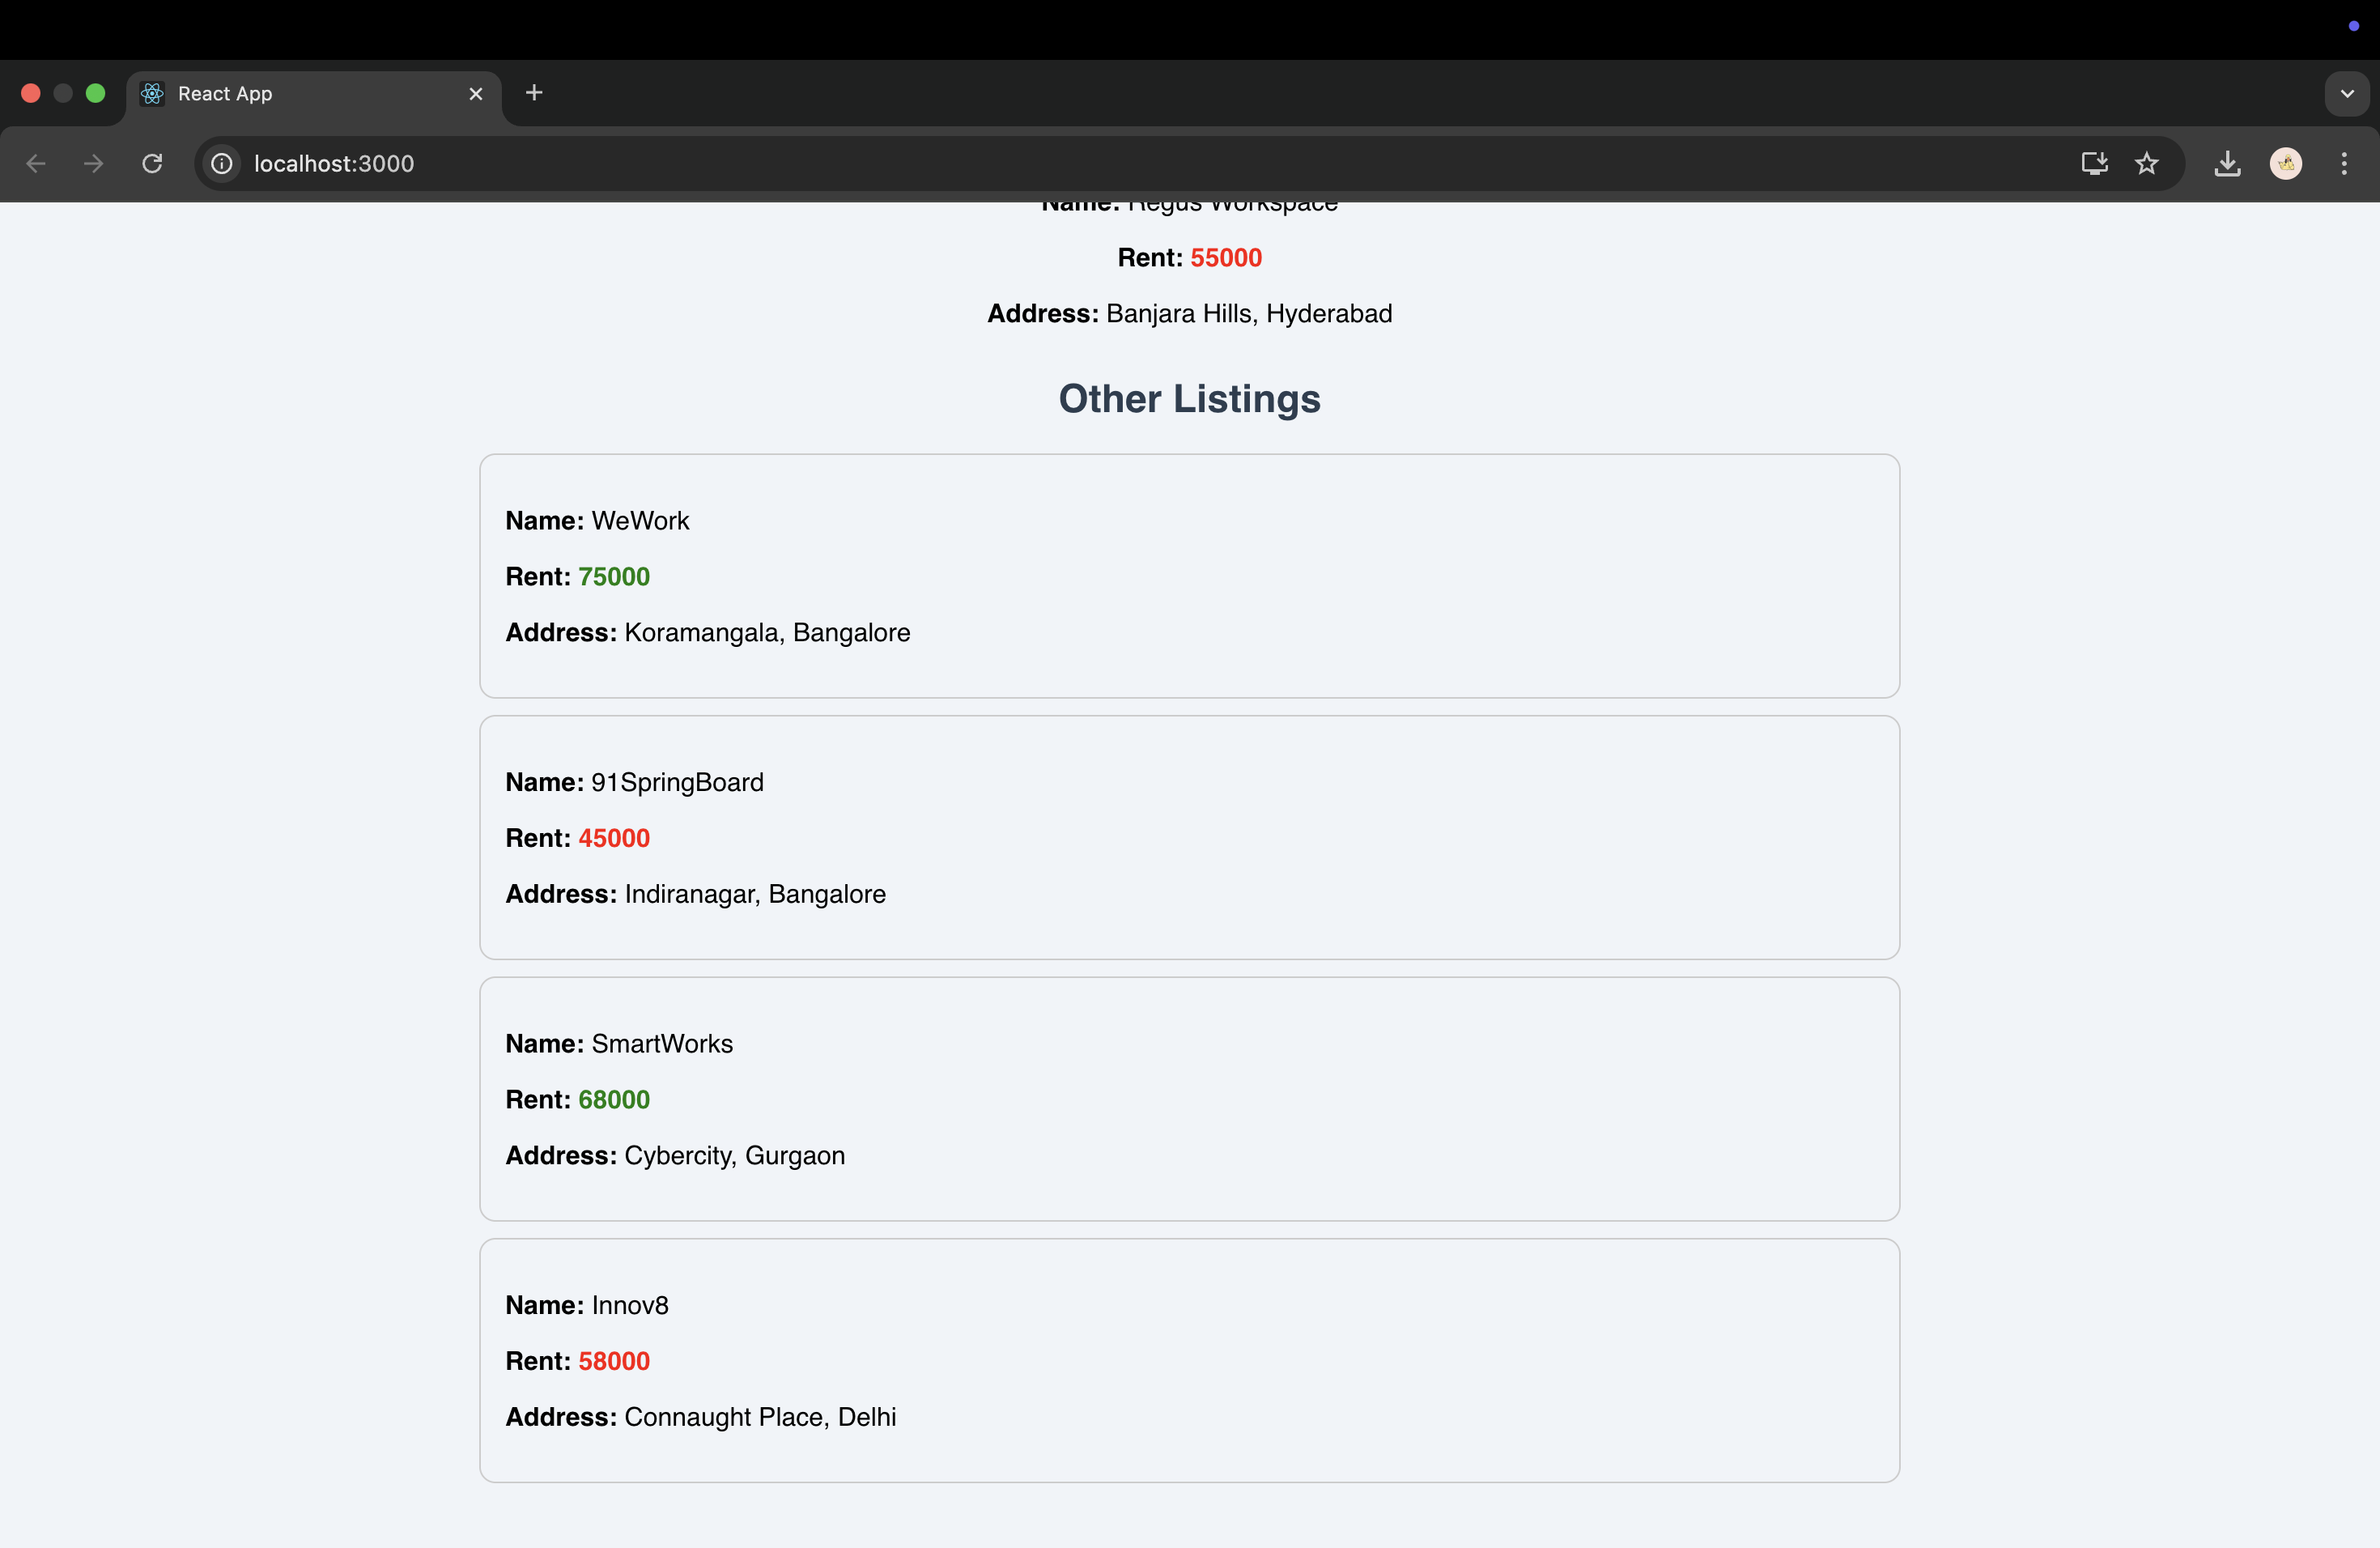 React App
localhost:3000
Name: Regus Workspace
Rent: 55000
Address: Banjara Hills, Hyderabad
Other Listings
Name: WeWork
Rent: 75000
Address: Koramangala, Bangalore
Name: 91SpringBoard
Rent: 45000
Address: Indiranagar, Bangalore
Name: SmartWorks
Rent: 68000
Address: Cybercity, Gurgaon
Name: Innov8
Rent: 58000
Address: Connaught Place, Delhi